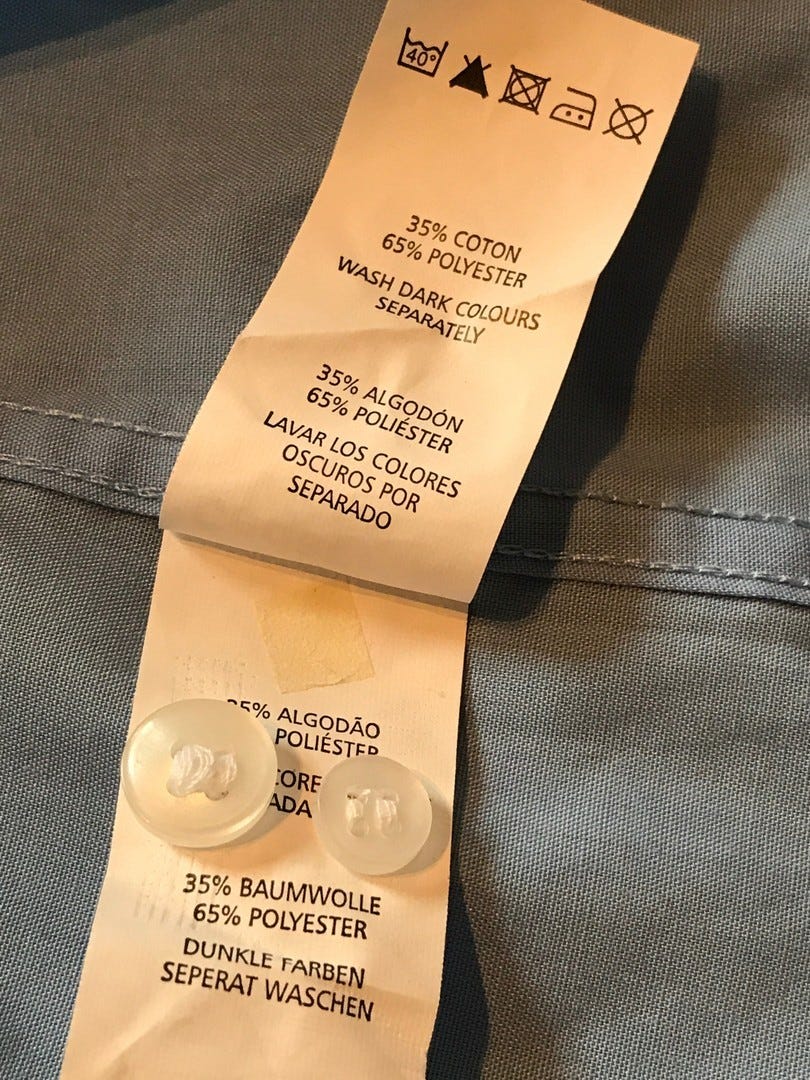 40°
35% COTON
65% POLYESTER
WASH DARK COLOURS
SEPARATELY
35% ALGODÓN
65% POLIÉSTER
LAVAR LOS COLORES
OSCUROS POR
SEPARADO
35% ALGODÃO
POLIÉSTER
35% BAUMWOLLE
65% POLYESTER
DUNKLE FARBEN
SEPERAT WASCHEN